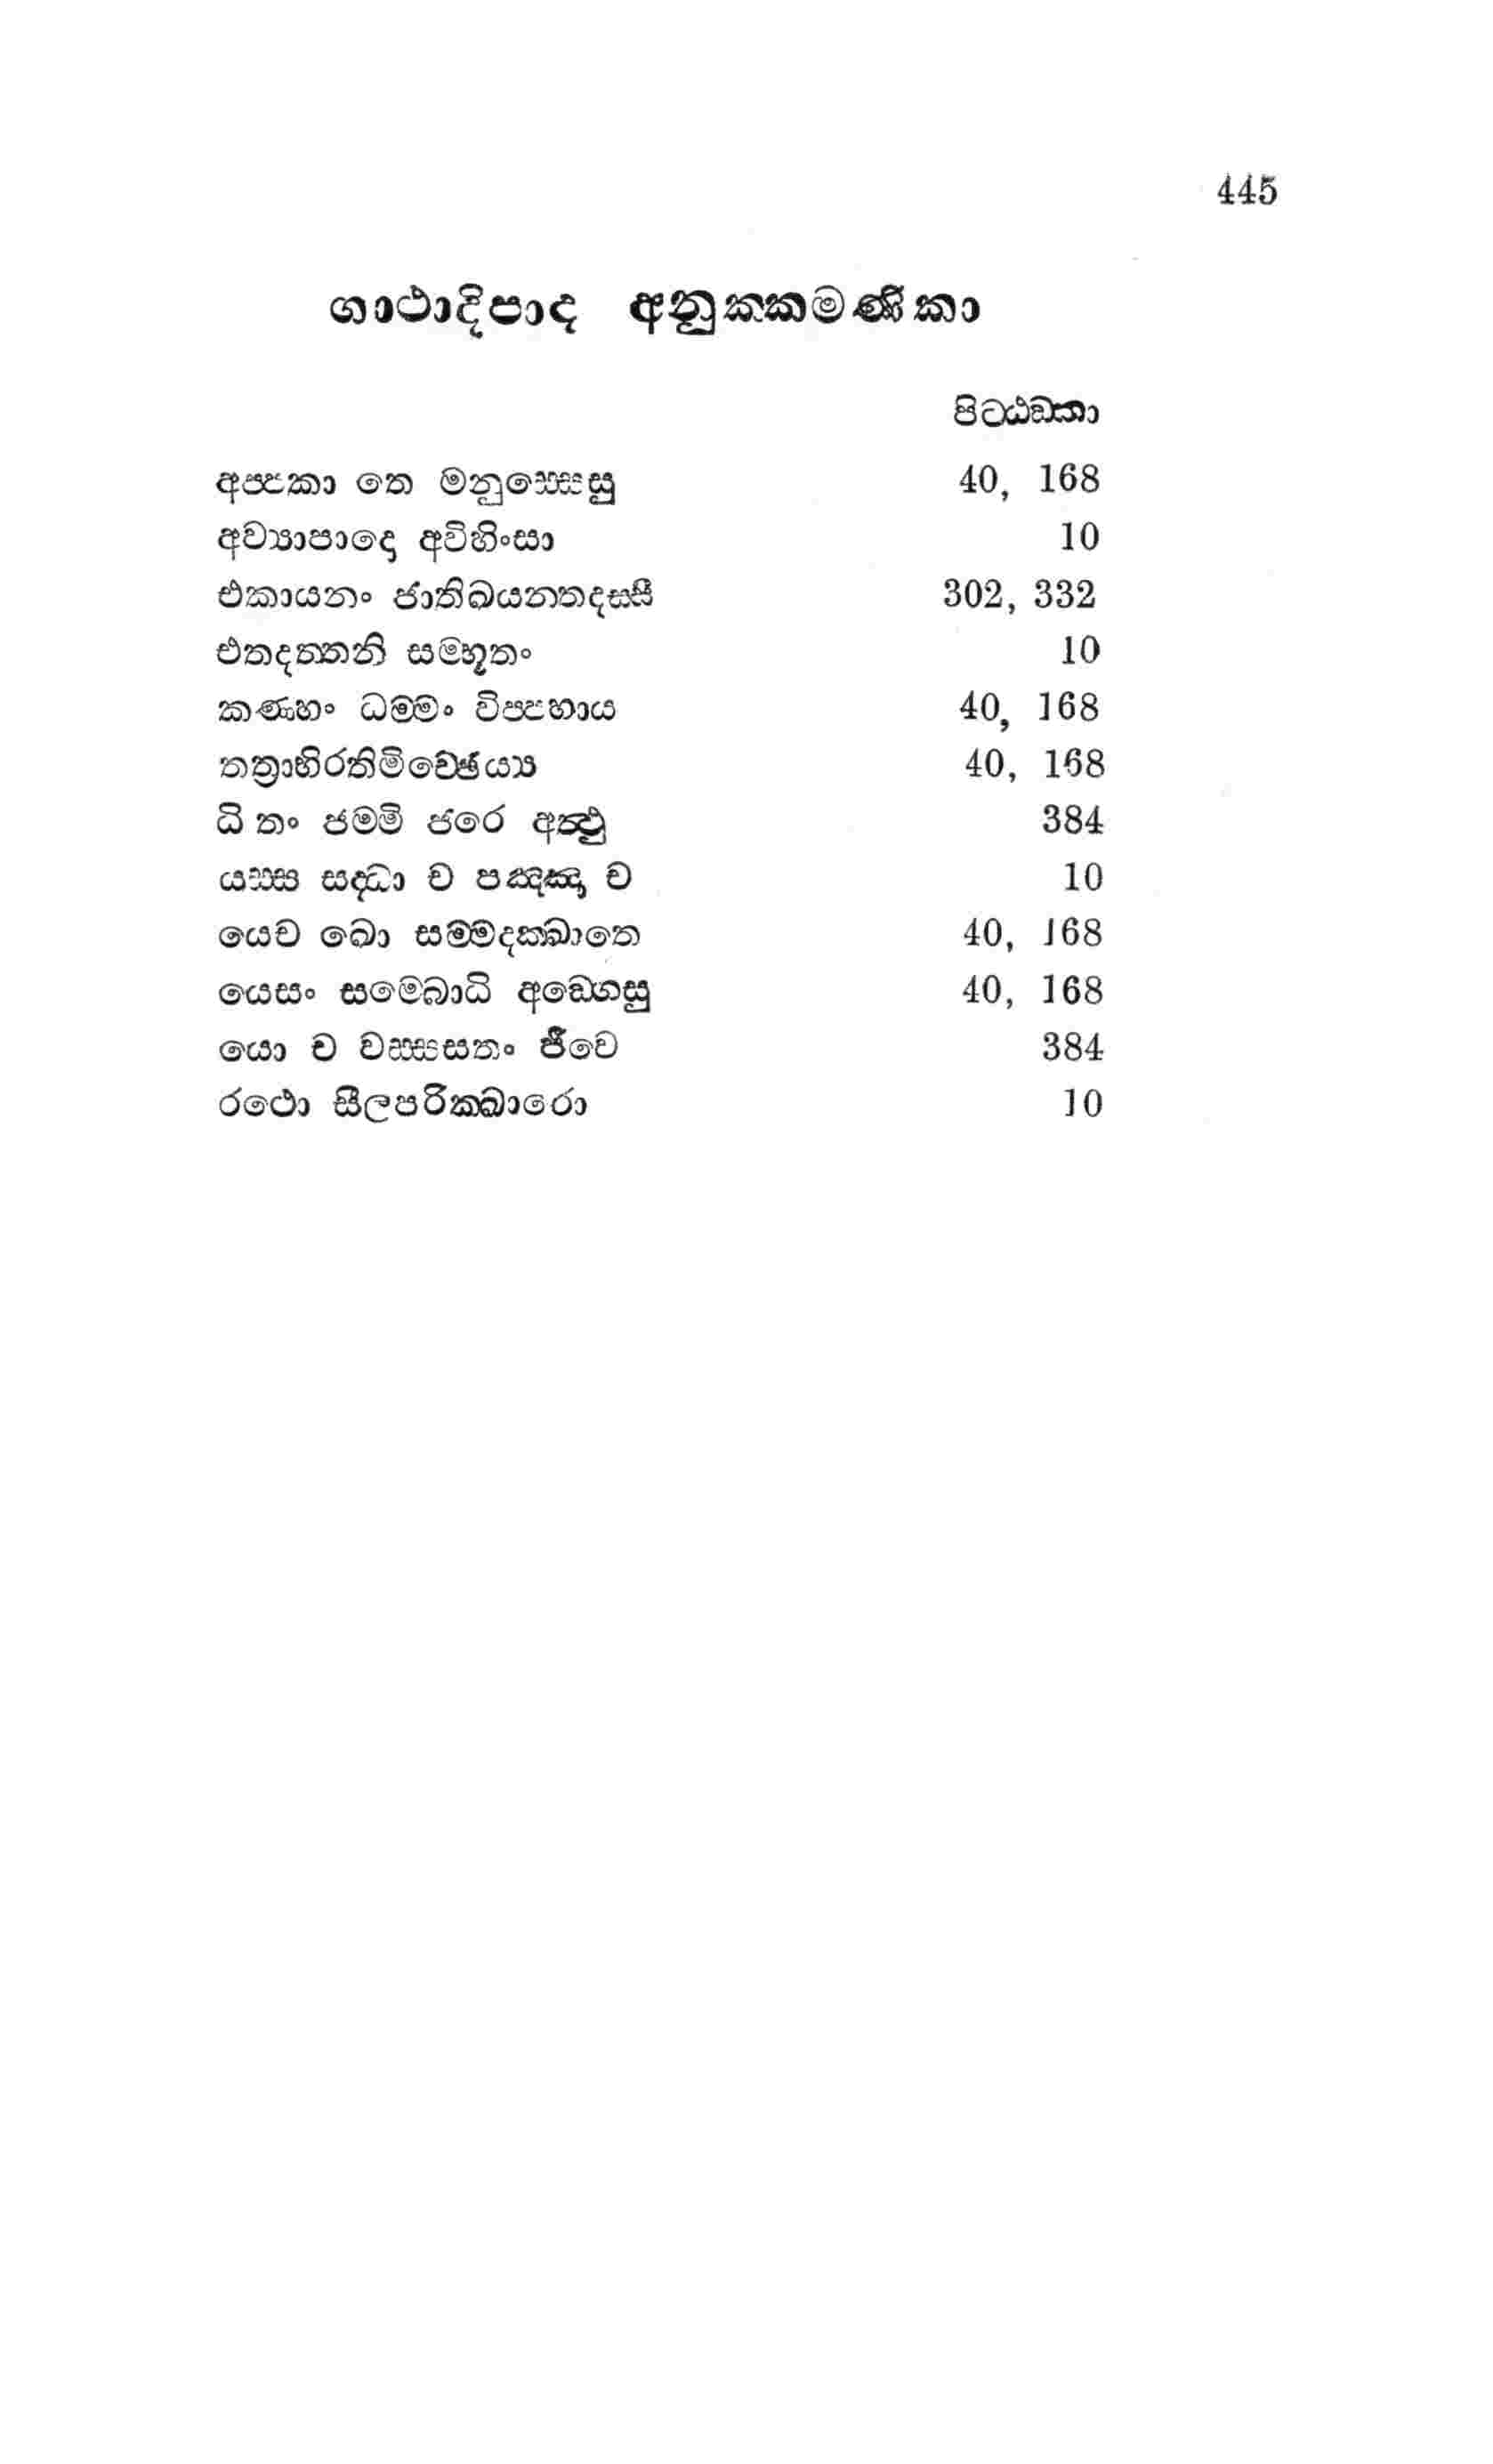 445
ගාථාදිපාද අනුක්කමණිකා
පිට්ඨඞ්කා
අප්පකා තෙ මනුස්සෙසු 40, 168
අව්‍යාපාදො අවිහිංසා 10
එකායනං ජාතිඛයන්තදස්සී 302, 332
එතදත්තනි සම්භූතං 10
කණ්හං ධම්මං විප්පහාය 40, 168
තත්‍රාභිරතිමිච්ඡෙය්‍ය 40, 168
ධි තං ජම්මි ජරෙ අත්ථු 384
යස්ස සද්ධා ච පඤ්ඤා ච 10
යෙච ඛො සම්මදක්ඛාතෙ 40, 168
යෙසං සම්බොධි අඞ්ගෙසු 40, 168
යො ච වස්සසතං ජීවෙ 384
රථො සීලපරික්ඛාරො 10